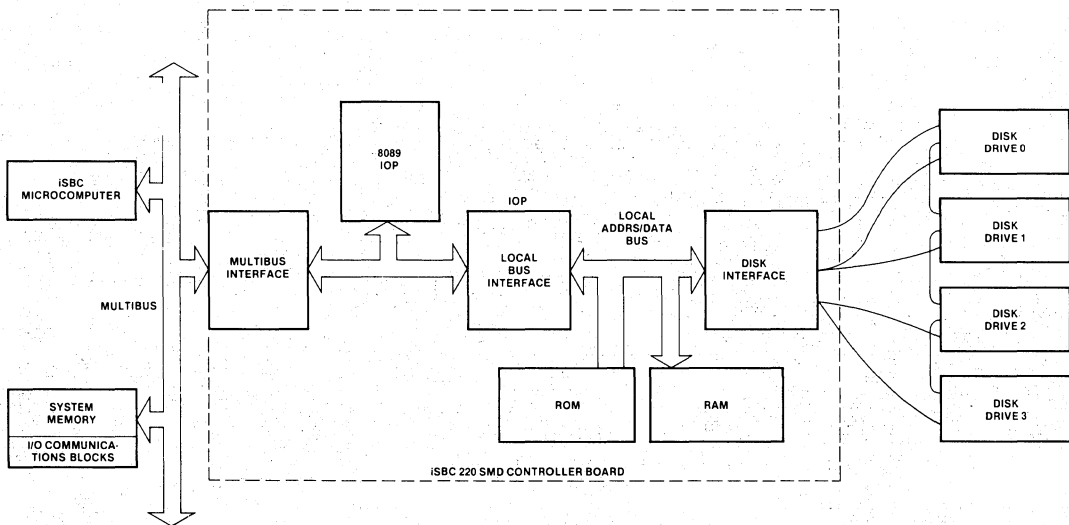 iSBC
MICROCOMPUTER
MULTIBUS
SYSTEM
MEMORY
I/O COMMUNICA-
TIONS BLOCKS
MULTIBUS
INTERFACE
8089
IOP
IOP
LOCAL
BUS
INTERFACE
LOCAL
ADDRS/DATA
BUS
DISK
INTERFACE
ROM
RAM
iSBC 220 SMD CONTROLLER BOARD
DISK
DRIVE 0
DISK
DRIVE 1
DISK
DRIVE 2
DISK
DRIVE 3